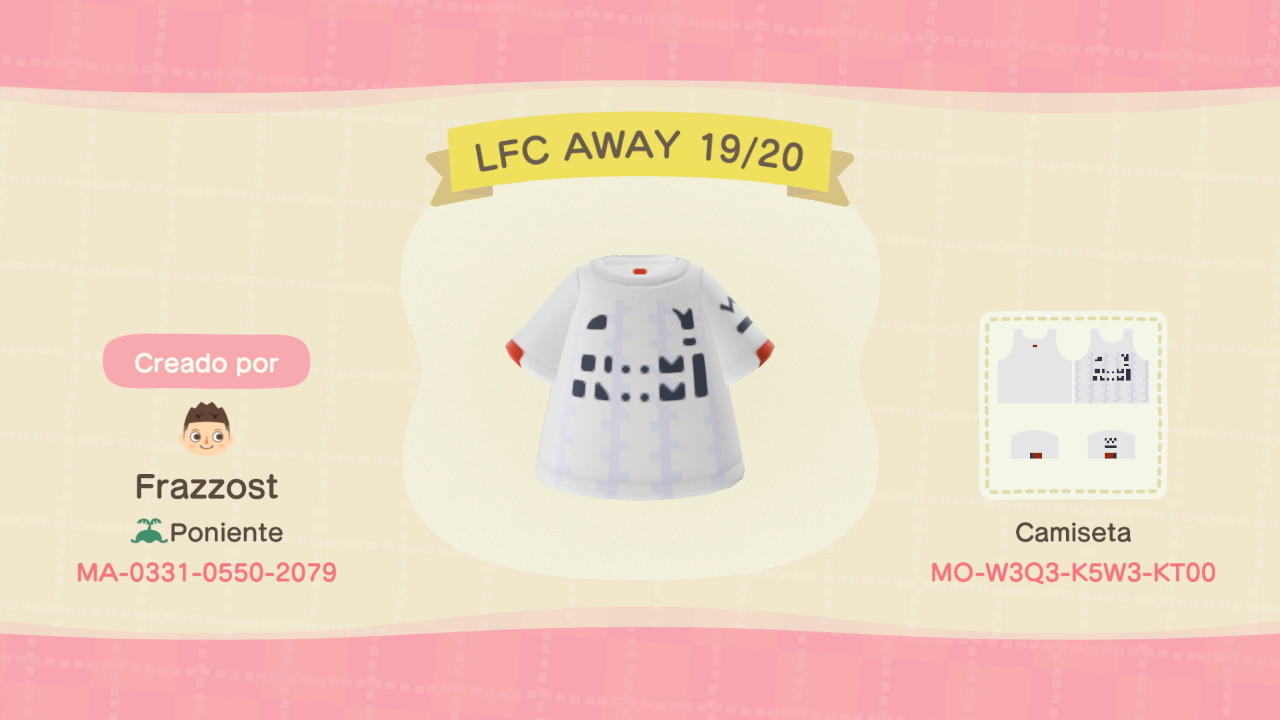 LFC AWAY 19/20
Creado por
Frazzost
Poniente
MA-0331-0550-2079
Camiseta
MO-W3Q3-K5W3-KT00